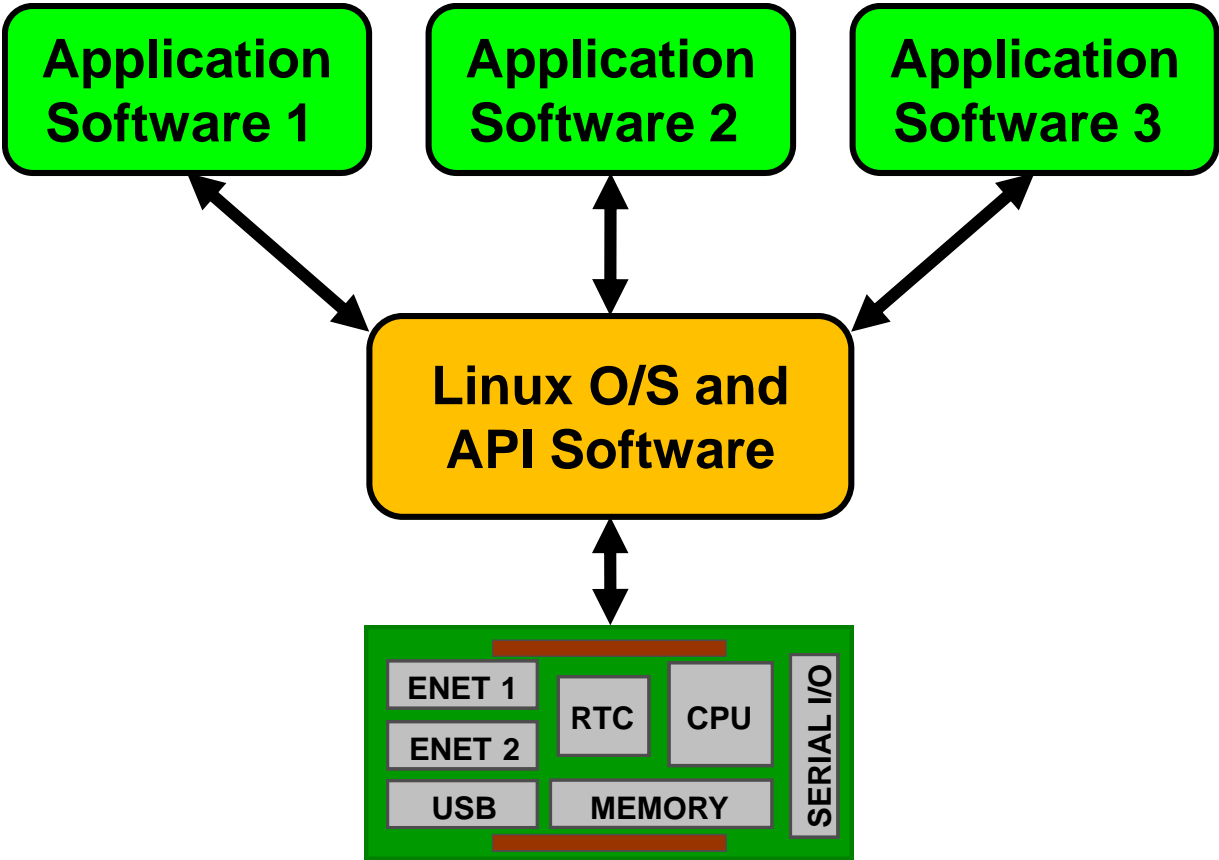 Application
Software 1
Application
Software 2
Application
Software 3
Linux O/S and
API Software
ENET 1
ENET 2
USB
RTC
CPU
MEMORY
SERIAL I/O